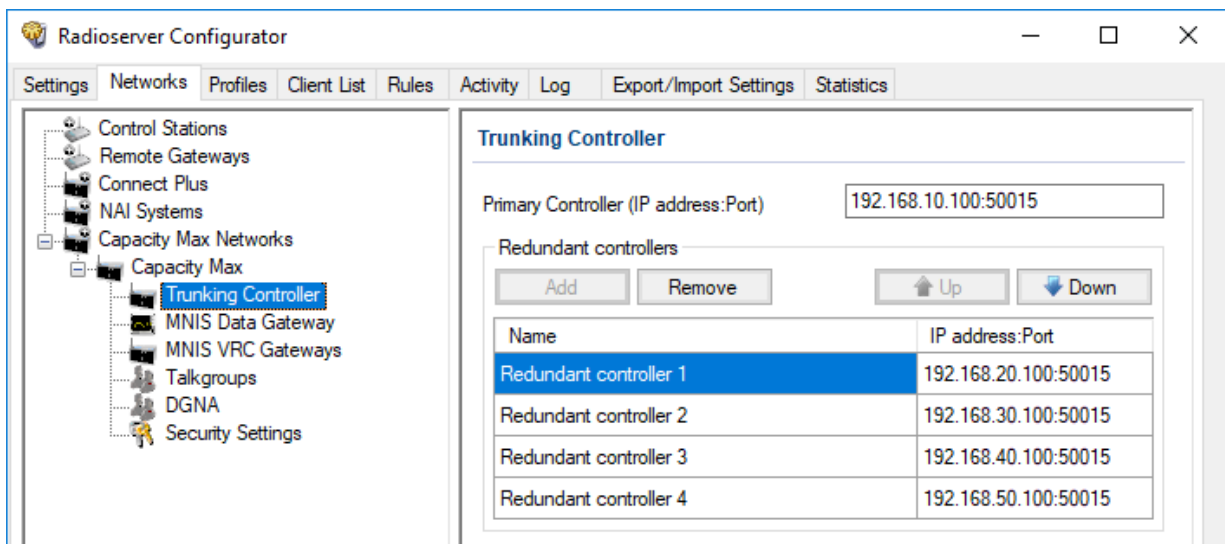 Radioserver Configurator
Settings Networks Profiles Client List Rules Activity Log Export/Import Settings Statistics
Control Stations
Remote Gateways
Connect Plus
NAI Systems
Capacity Max Networks
Capacity Max
Trunking Controller
MNIS Data Gateway
MNIS VRC Gateways
Talkgroups
DGNA
Security Settings
Trunking Controller
Primary Controller (IP address:Port) 192.168.10.100:50015
Redundant controllers
Add Remove Up Down
Name IP address:Port
Redundant controller 1 192.168.20.100:50015
Redundant controller 2 192.168.30.100:50015
Redundant controller 3 192.168.40.100:50015
Redundant controller 4 192.168.50.100:50015